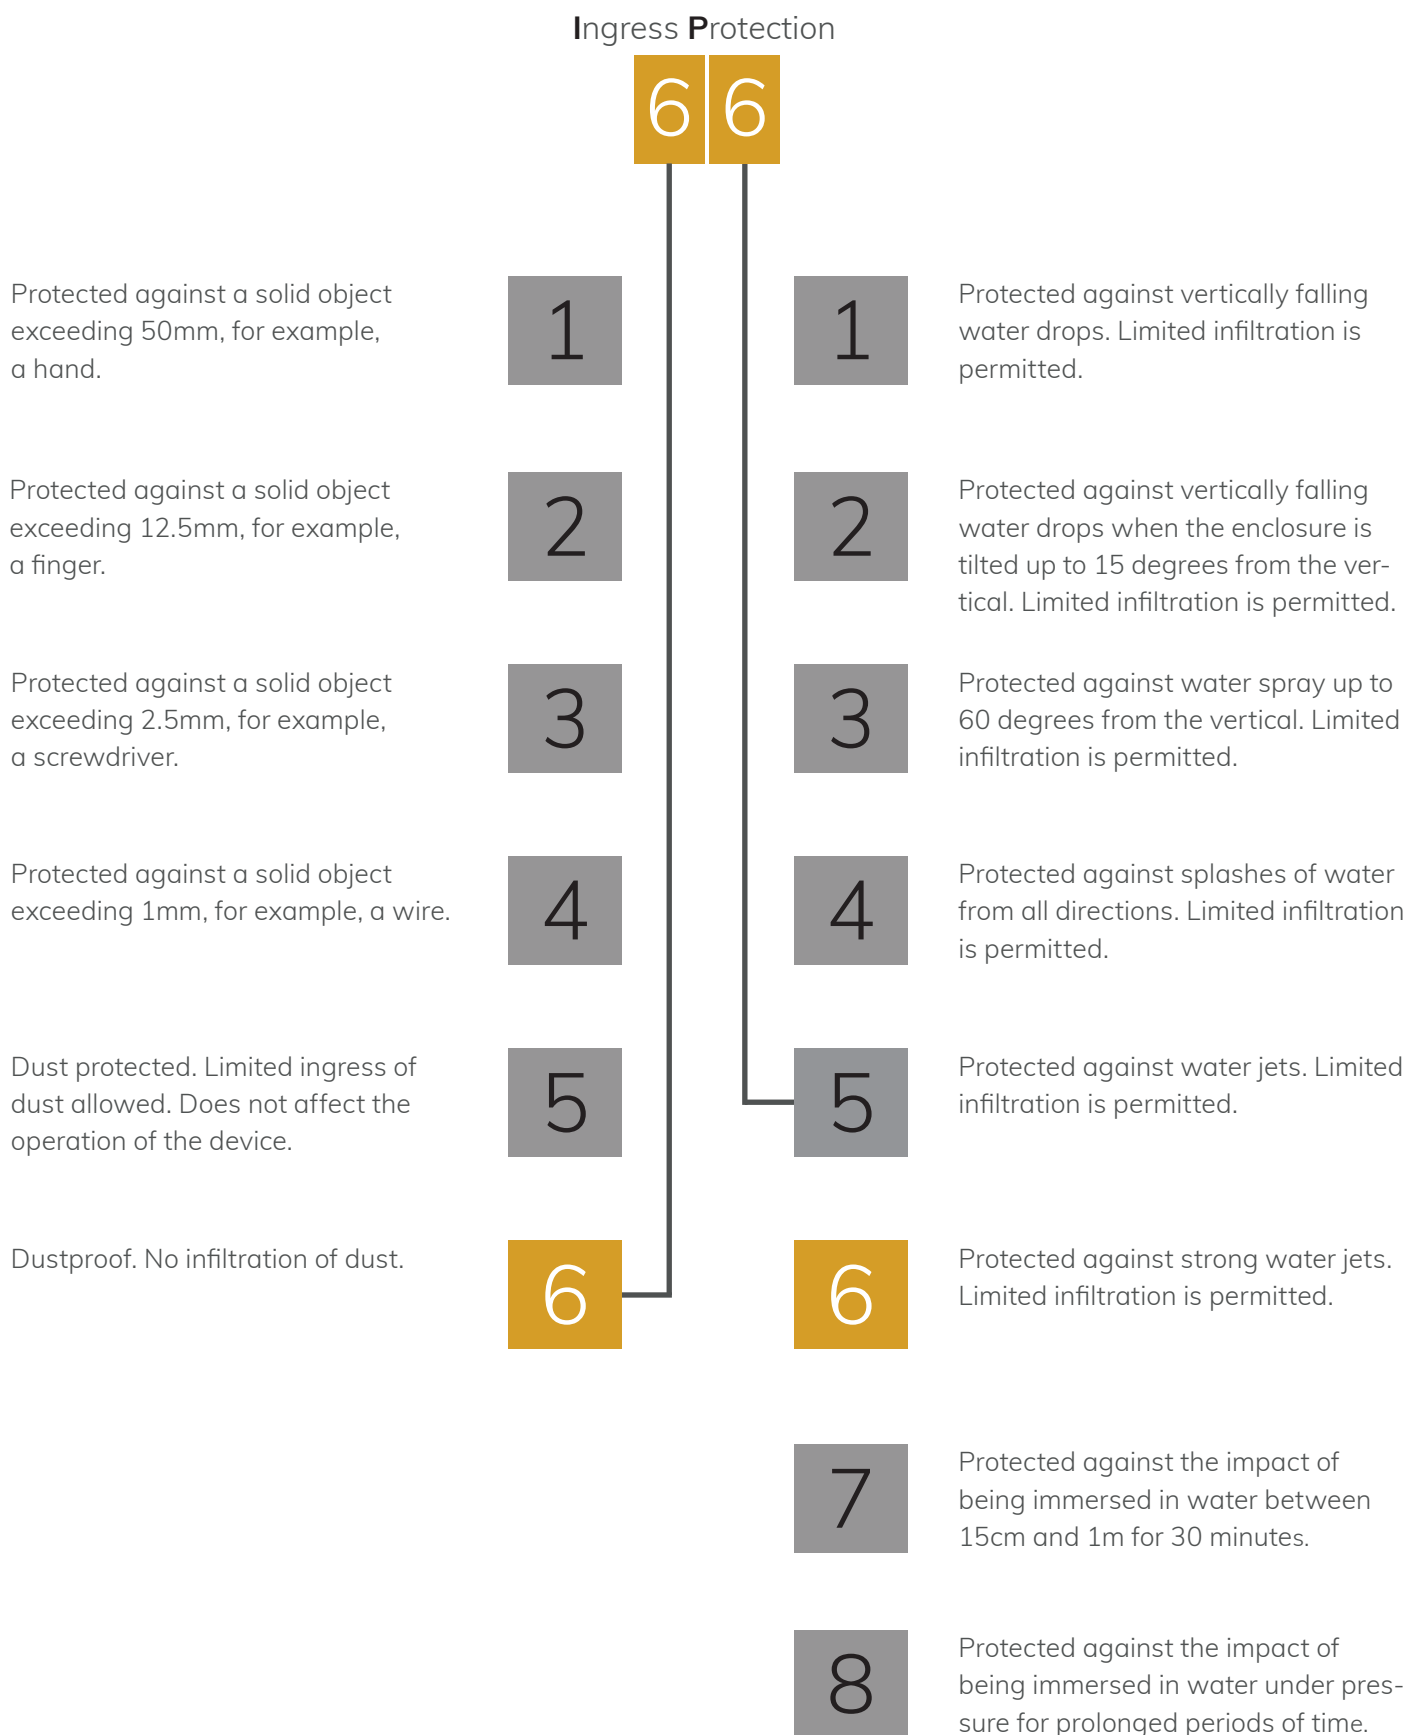 Ingress Protection
6 6
Protected against a solid object
exceeding 50mm, for example,
a hand.
1
1
Protected against vertically falling
water drops. Limited infiltration is
permitted.
Protected against a solid object
exceeding 12.5mm, for example,
a finger.
2
2
Protected against vertically falling
water drops when the enclosure is
tilted up to 15 degrees from the ver-
tical. Limited infiltration is permitted.
Protected against a solid object
exceeding 2.5mm, for example,
a screwdriver.
3
3
Protected against water spray up to
60 degrees from the vertical. Limited
infiltration is permitted.
Protected against a solid object
exceeding 1mm, for example, a wire.
4
4
Protected against splashes of water
from all directions. Limited infiltration
is permitted.
Dust protected. Limited ingress of
dust allowed. Does not affect the
operation of the device.
5
5
Protected against water jets. Limited
infiltration is permitted.
Dustproof. No infiltration of dust.
6
6
Protected against strong water jets.
Limited infiltration is permitted.
7
Protected against the impact of
being immersed in water between
15cm and 1m for 30 minutes.
8
Protected against the impact of
being immersed in water under pres-
sure for prolonged periods of time.